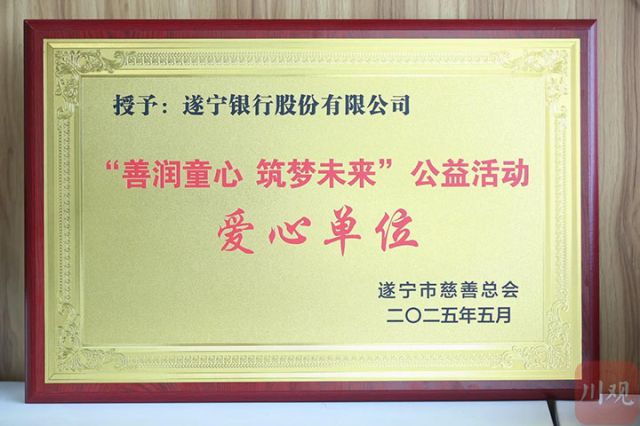 授予：遂宁银行股份有限公司
“善润童心 筑梦未来”公益活动
爱心单位
遂宁市慈善总会
二〇二五年五月
川观